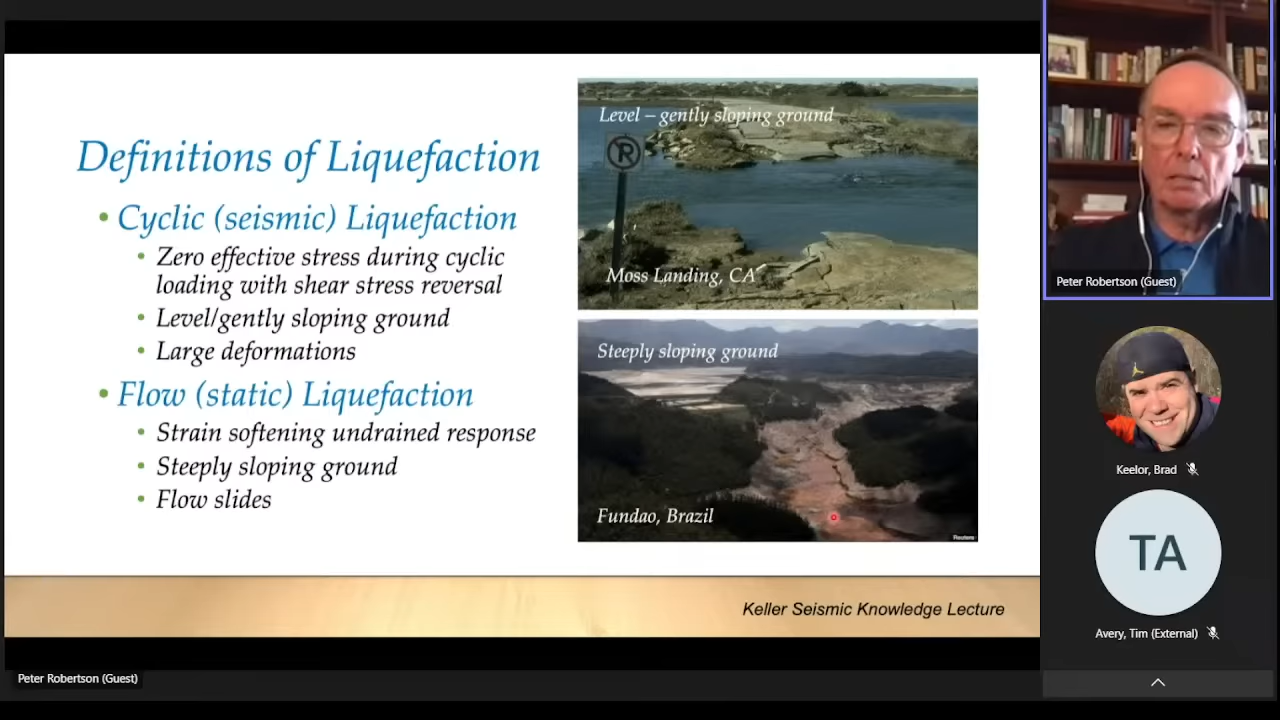 Definitions of Liquefaction
• Cyclic (seismic) Liquefaction
• Zero effective stress during cyclic
loading with shear stress reversal
• Level/gently sloping ground
• Large deformations
• Flow (static) Liquefaction
• Strain softening undrained response
• Steeply sloping ground
• Flow slides
Level – gently sloping ground
P
Moss Landing, CA
Steeply sloping ground
Fundao, Brazil
Reuters
Keller Seismic Knowledge Lecture
Peter Robertson (Guest)
Peter Robertson (Guest)
Keelor, Brad
TA
Avery, Tim (External)